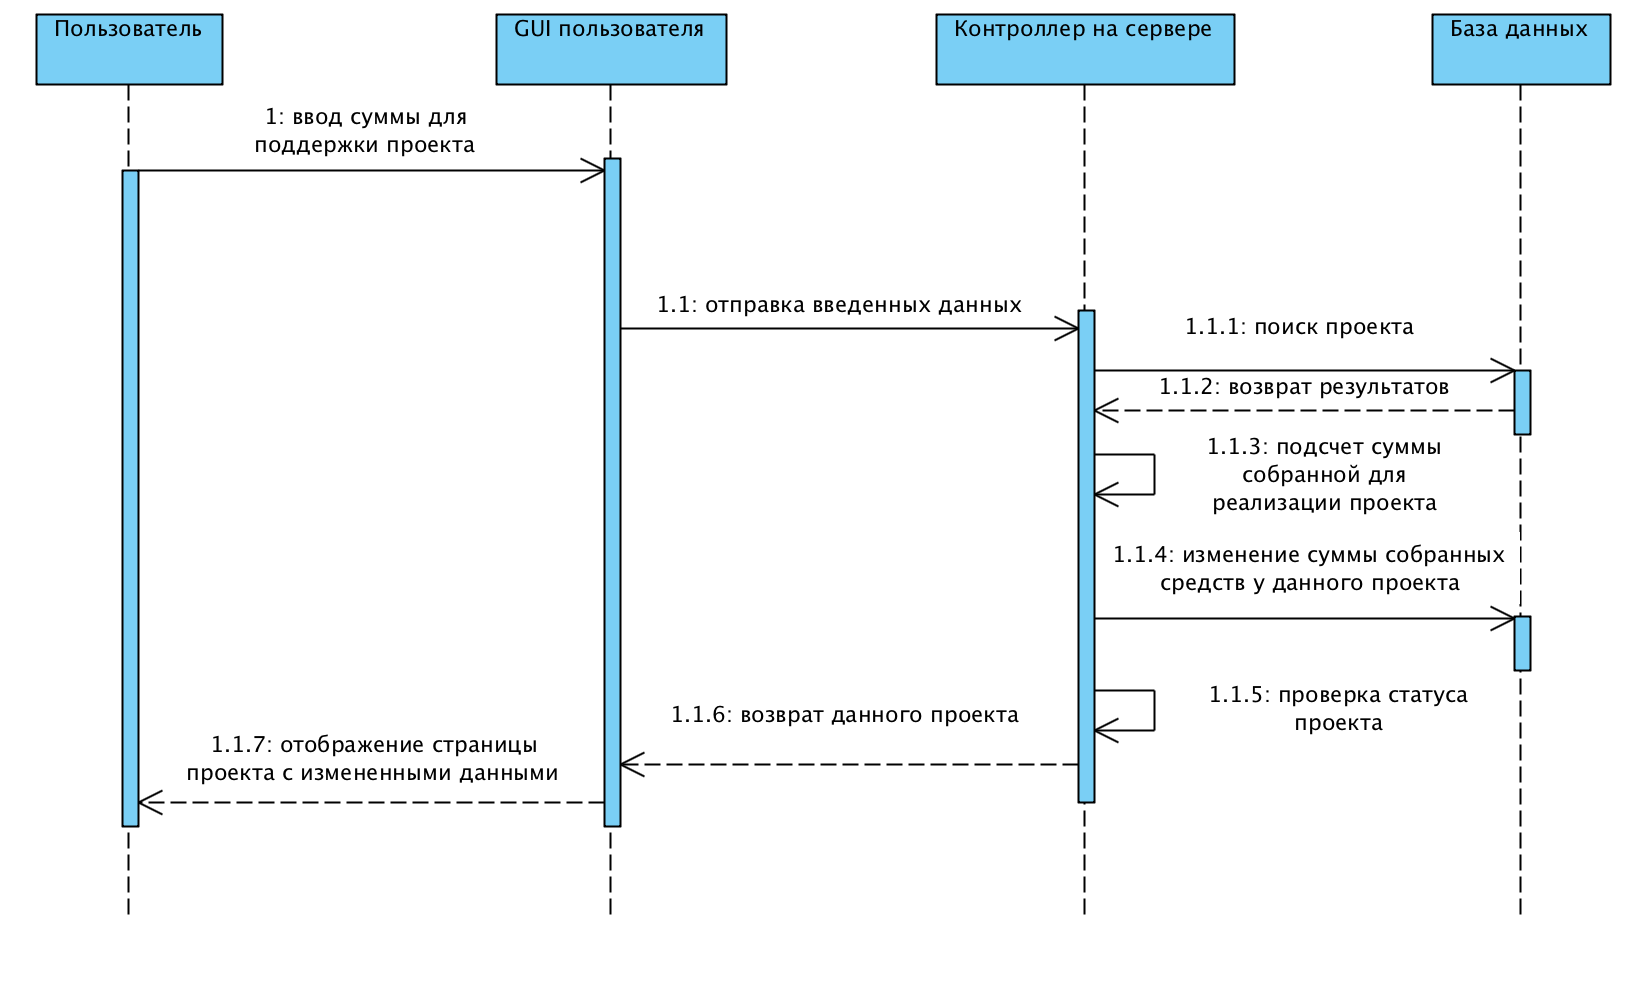 Пользователь
GUI пользователя
Контроллер на сервере
База данных
1: ввод суммы для
поддержки проекта
1.1: отправка введенных данных
1.1.1: поиск проекта
1.1.2: возврат результатов
1.1.3: подсчет суммы
собранной для
реализации проекта
1.1.4: изменение суммы собранных
средств у данного проекта
1.1.5: проверка статуса
проекта
1.1.6: возврат данного проекта
1.1.7: отображение страницы
проекта с измененными данными